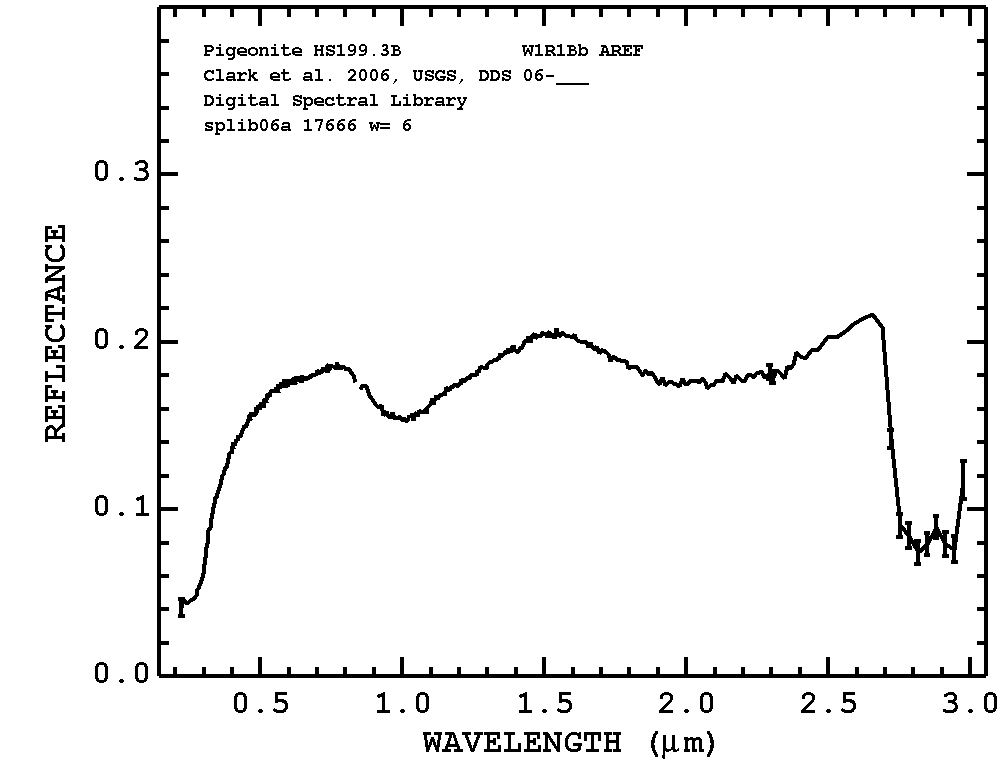 Pigeonite HS199.3B W1R1Bb AREF
Clark et al. 2006, USGS, DDS 06-___
Digital Spectral Library
splib06a 17666 w= 6
0.3
0.2
0.1
0.0
REFLECTANCE
0.5 1.0 1.5 2.0 2.5 3.0
WAVELENGTH (μm)